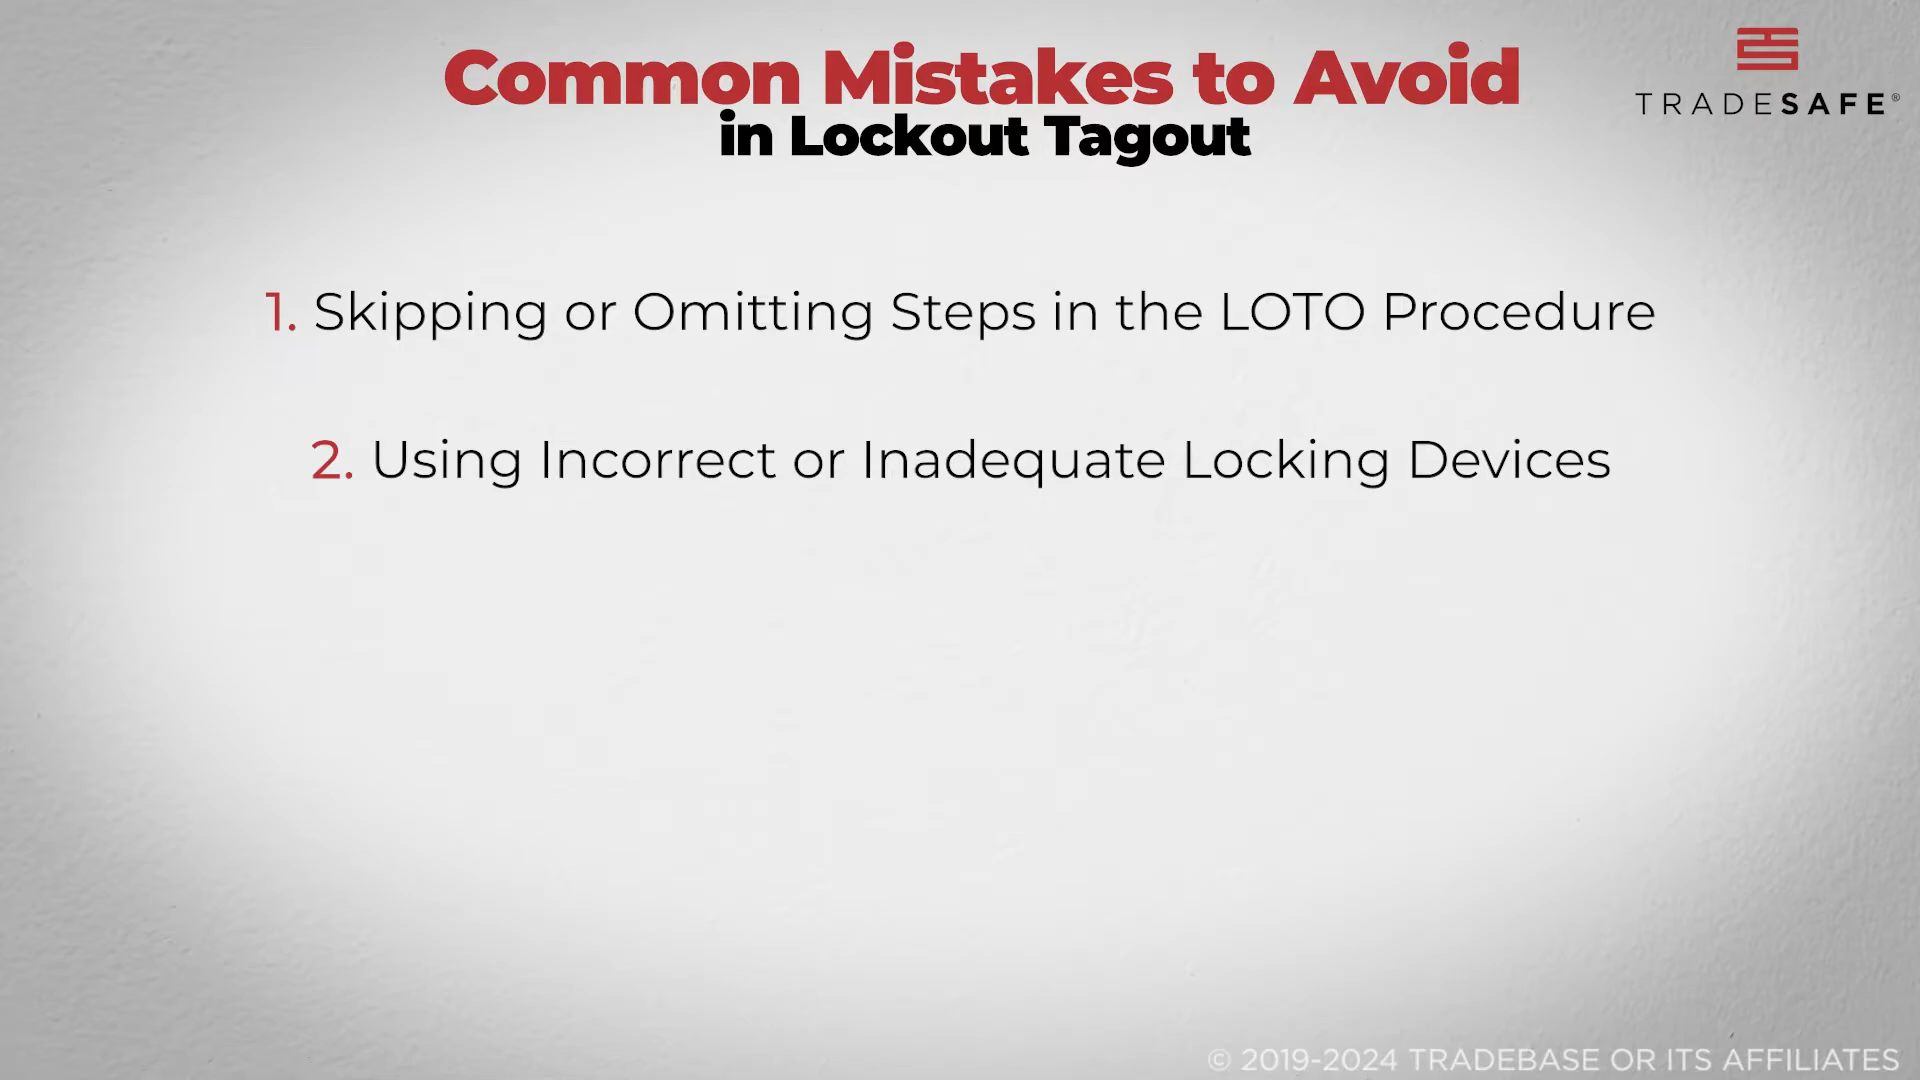 Common Mistakes to Avoid
in Lockout Tagout
TRADESAFE®
1. Skipping or Omitting Steps in the LOTO Procedure
2. Using Incorrect or Inadequate Locking Devices
© 2019-2024 TRADEBASE OR ITS AFFILIATES